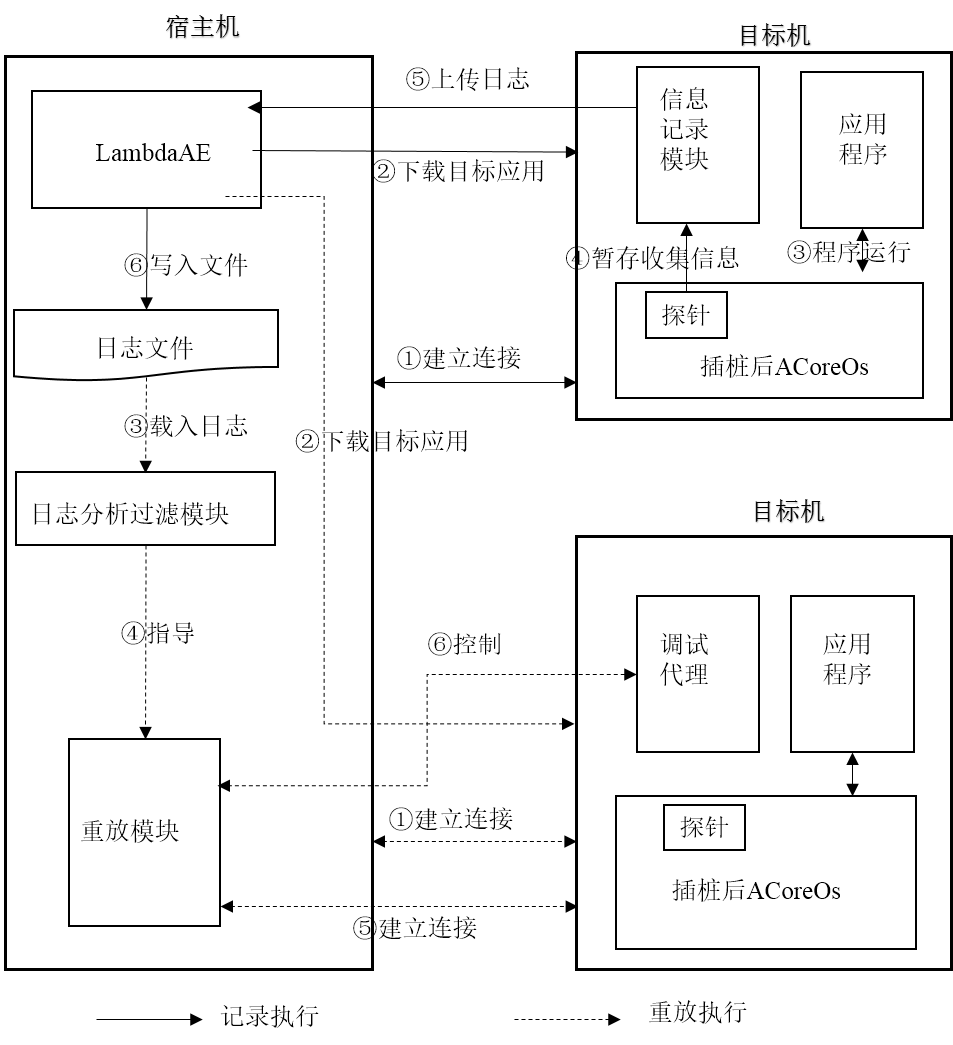 宿主机
目标机
⑤上传日志
LambdaAE
②下载目标应用
信息
记录
模块
应用
程序
⑥写入文件
④暂存收集信息
③程序运行
探针
插桩后ACoreOs
日志文件
①建立连接
③载入日志
②下载目标应用
日志分析过滤模块
目标机
④指导
⑥控制
调试
代理
应用
程序
重放模块
①建立连接
探针
插桩后ACoreOs
⑤建立连接
记录执行
重放执行